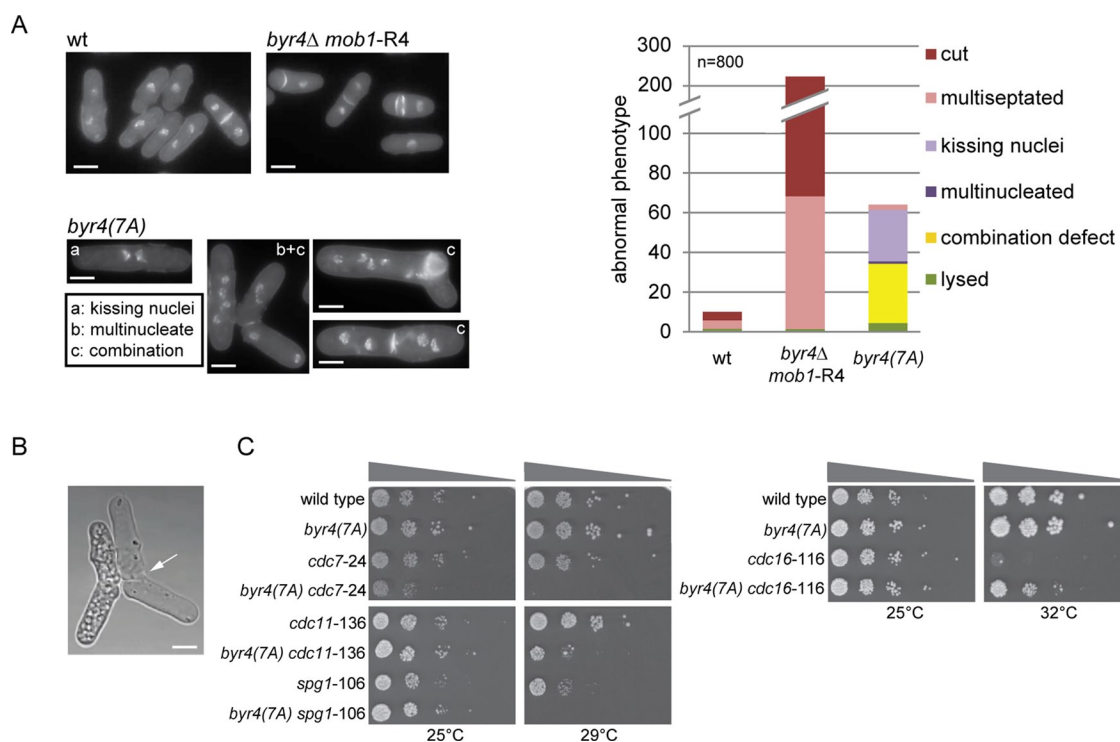 A
wt
byr4Δ mob1-R4
byr4(7A)
a
b+c
c
c
a: kissing nuclei
b: multinucleate
c: combination
n=800
abnormal phenotype
300
200
100
80
60
40
20
0
wt
byr4Δ
mob1-R4
byr4(7A)
cut
multiseptated
kissing nuclei
multinucleated
combination defect
lysed
B
C
wild type
byr4(7A)
cdc7-24
byr4(7A) cdc7-24
cdc11-136
byr4(7A) cdc11-136
spg1-106
byr4(7A) spg1-106
25°C
29°C
wild type
byr4(7A)
cdc16-116
byr4(7A) cdc16-116
25°C
32°C